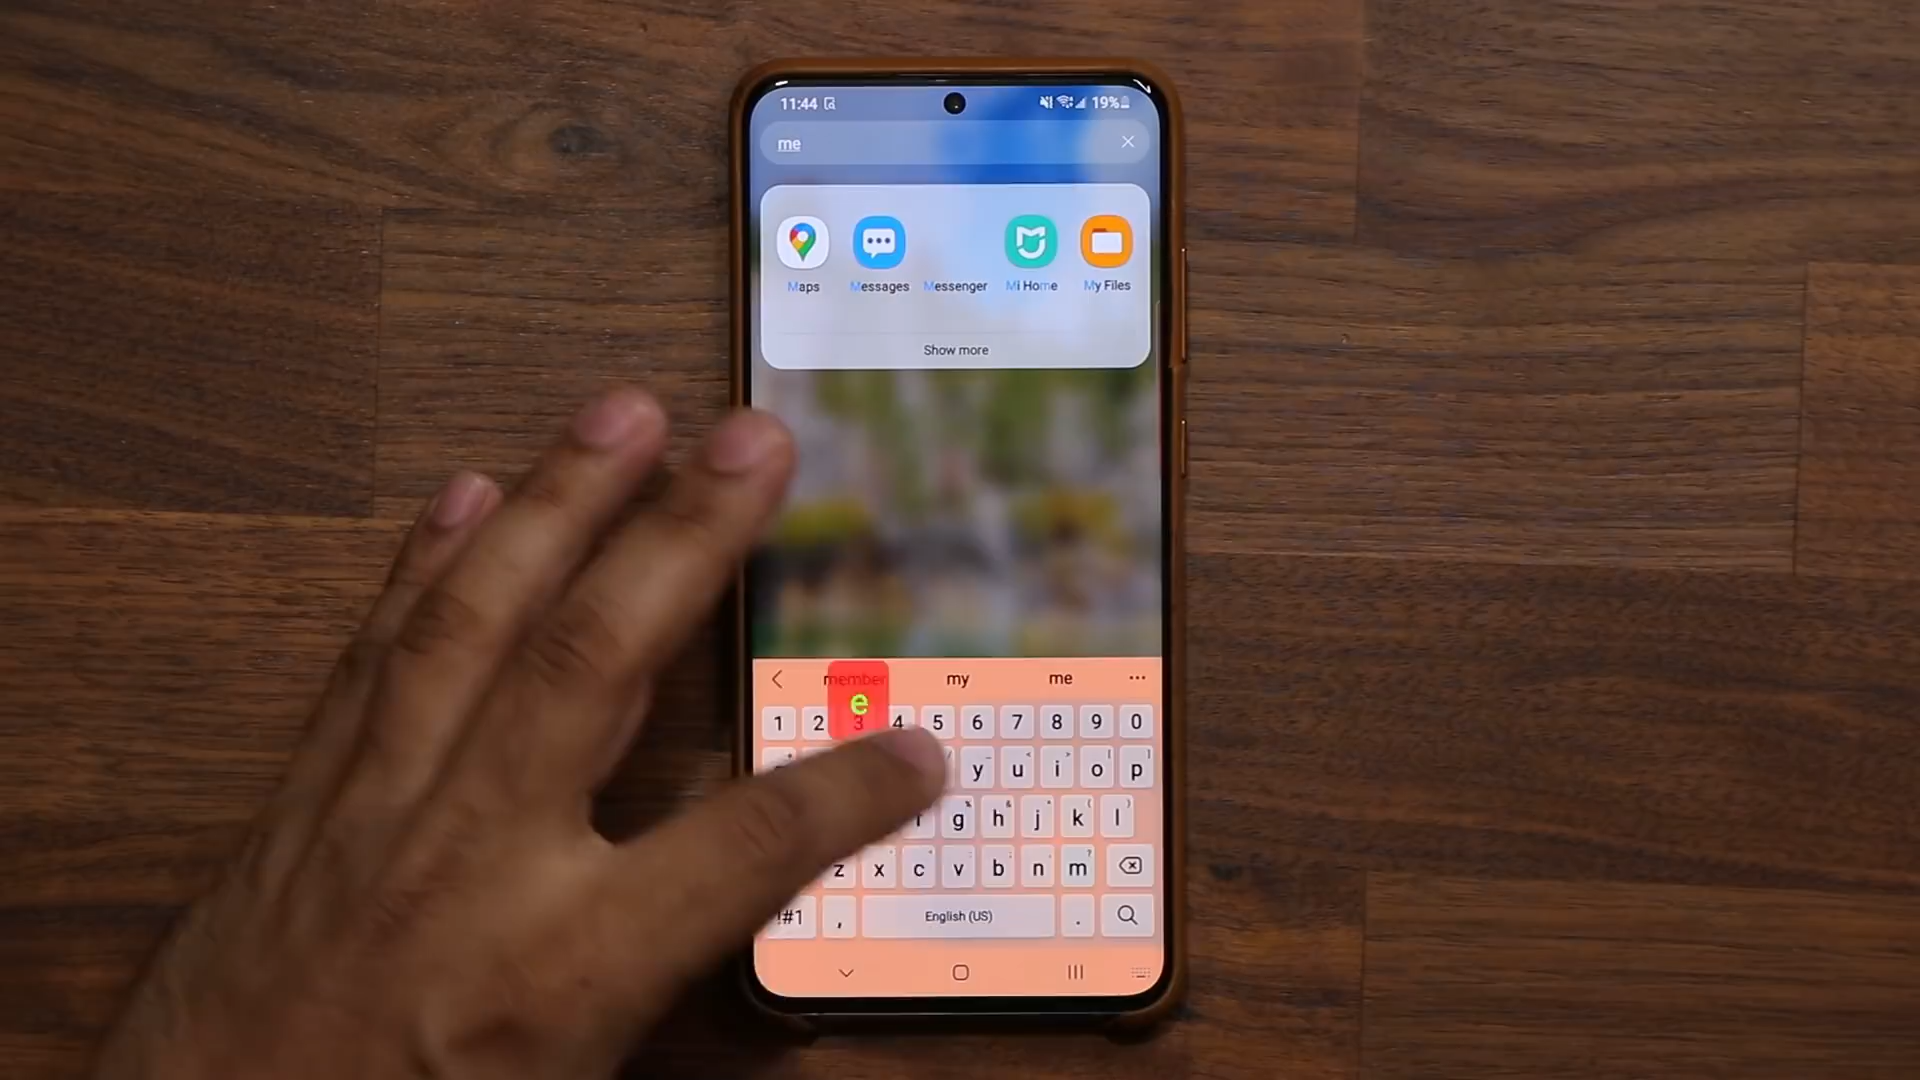 11:44 19%
me
Maps Messages Messenger Mi Home My Files
Show more
member my me ...
e
1 2 3 4 5 6 7 8 9 0
y u i o p
g h j k l
z x c v b n m
!#1 , English (US) .